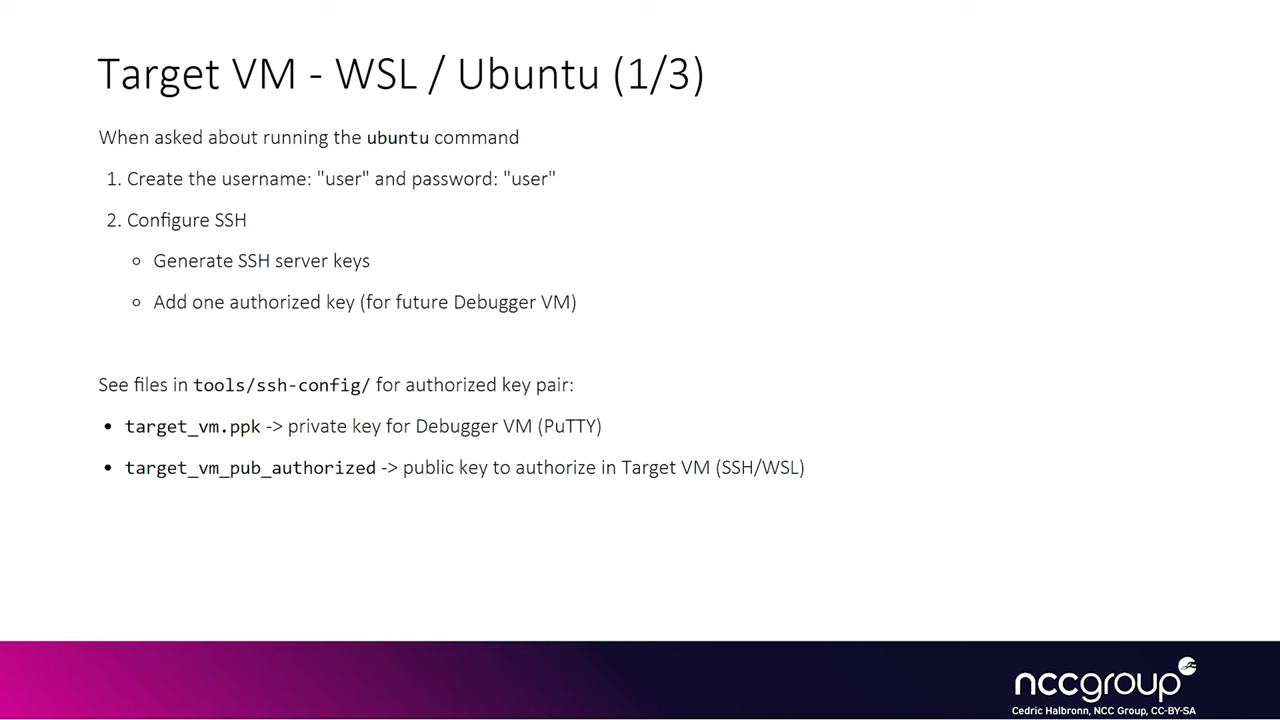 Target VM - WSL / Ubuntu (1/3)
When asked about running the ubuntu command
1. Create the username: "user" and password: "user"
2. Configure SSH
◦ Generate SSH server keys
◦ Add one authorized key (for future Debugger VM)
See files in tools/ssh-config/ for authorized key pair:
• target_vm.ppk -> private key for Debugger VM (PuTTY)
• target_vm_pub_authorized -> public key to authorize in Target VM (SSH/WSL)
nccgroup
Cedric Halbronn, NCC Group, CC-BY-SA